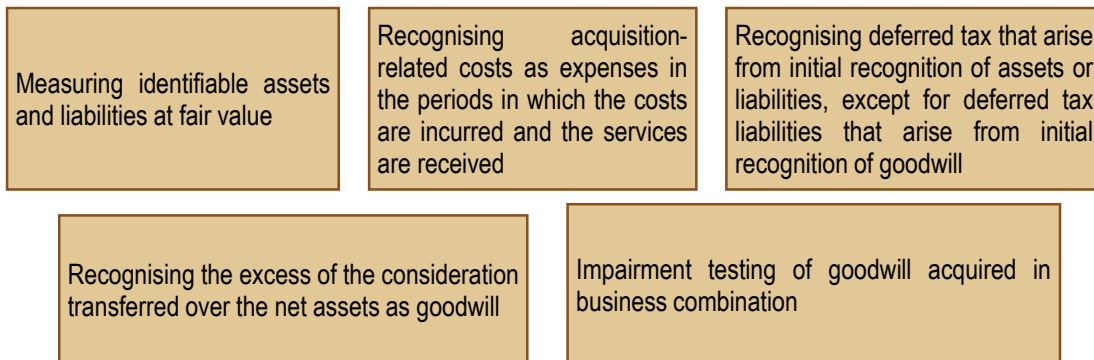 Measuring identifiable assets
and liabilities at fair value
Recognising acquisition-
related costs as expenses in
the periods in which the costs
are incurred and the services
are received
Recognising deferred tax that arise
from initial recognition of assets or
liabilities, except for deferred tax
liabilities that arise from initial
recognition of goodwill
Recognising the excess of the consideration
transferred over the net assets as goodwill
Impairment testing of goodwill acquired in
business combination